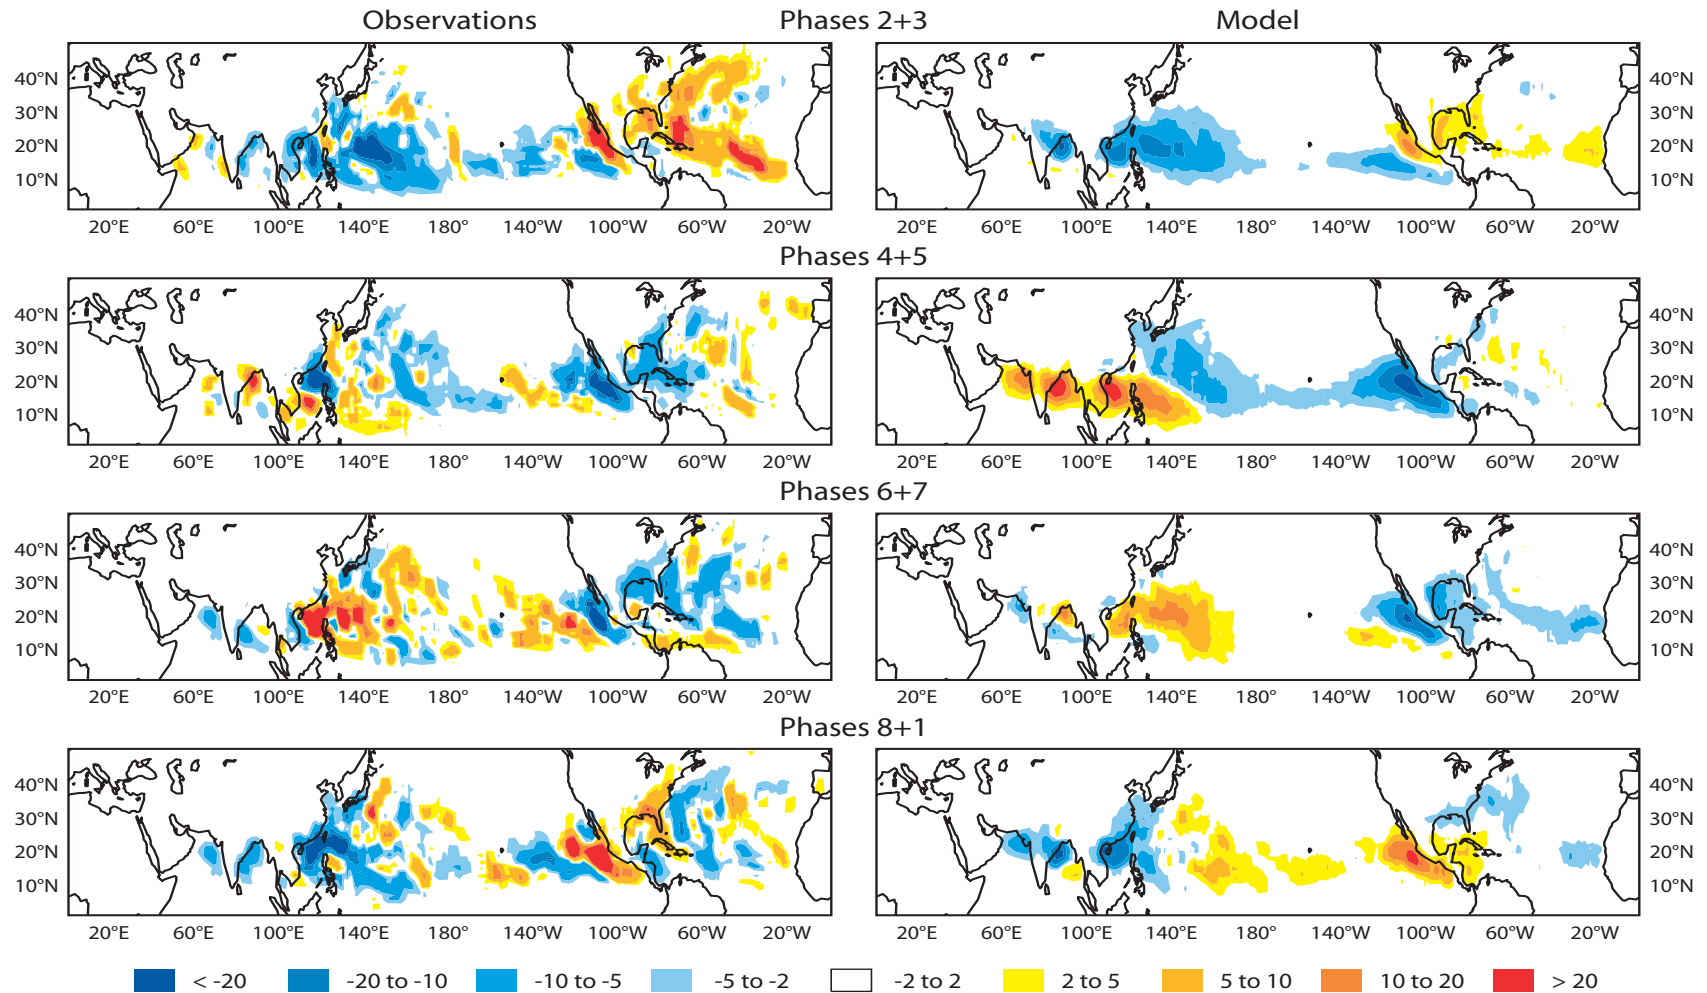 Observations Phases 2+3 Model
40°N 40°N
30°N 30°N
20°N 20°N
10°N 10°N
20°E 60°E 100°E 140°E 180° 140°W 100°W 60°W 20°W 20°E 60°E 100°E 140°E 180° 140°W 100°W 60°W 20°W
Phases 4+5
40°N 40°N
30°N 30°N
20°N 20°N
10°N 10°N
20°E 60°E 100°E 140°E 180° 140°W 100°W 60°W 20°W 20°E 60°E 100°E 140°E 180° 140°W 100°W 60°W 20°W
Phases 6+7
40°N 40°N
30°N 30°N
20°N 20°N
10°N 10°N
20°E 60°E 100°E 140°E 180° 140°W 100°W 60°W 20°W 20°E 60°E 100°E 140°E 180° 140°W 100°W 60°W 20°W
Phases 8+1
40°N 40°N
30°N 30°N
20°N 20°N
10°N 10°N
20°E 60°E 100°E 140°E 180° 140°W 100°W 60°W 20°W 20°E 60°E 100°E 140°E 180° 140°W 100°W 60°W 20°W
< -20 -20 to -10 -10 to -5 -5 to -2 -2 to 2 2 to 5 5 to 10 10 to 20 > 20